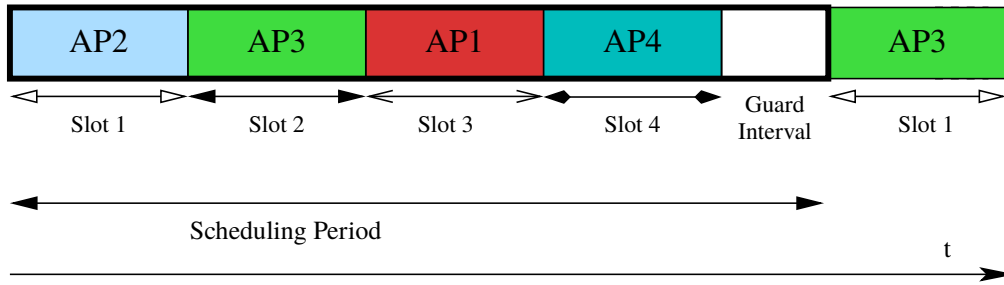 AP2 AP3 AP1 AP4 AP3
Slot 1 Slot 2 Slot 3 Slot 4 Guard Interval Slot 1
Scheduling Period
t